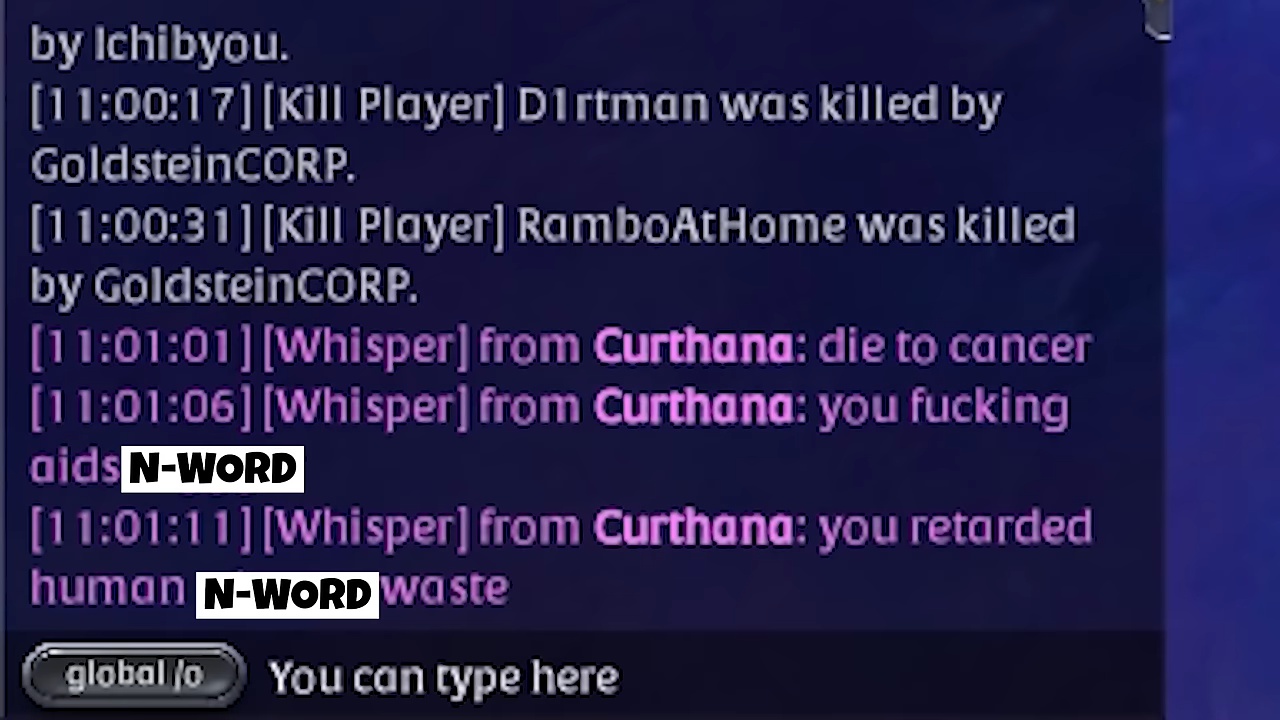 by Ichibyou.
[11:00:17][Kill Player] D1rtman was killed by
GoldsteinCORP.
[11:00:31][Kill Player] RamboAtHome was killed
by GoldsteinCORP.
[11:01:01][Whisper] from Curthana: die to cancer
[11:01:06][Whisper] from Curthana: you fucking
aids N-WORD
[11:01:11][Whisper] from Curthana: you retarded
human N-WORD waste
global /o You can type here